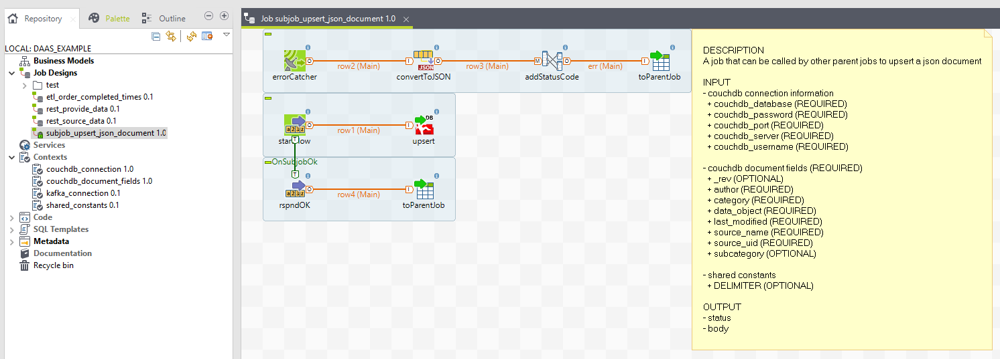 Repository
Palette
Outline
Job subjob_upsert_json_document 1.0
LOCAL: DAAS_EXAMPLE
Business Models
Job Designs
test
etl_order_completed_times 0.1
rest_provide_data 0.1
rest_source_data 0.1
subjob_upsert_json_document 1.0
Services
Contexts
couchdb_connection 1.0
couchdb_document_fields 1.0
kafka_connection 0.1
shared_constants 0.1
Code
SQL Templates
Metadata
Documentation
Recycle bin
O row2 (Main) I O row3 (Main) M O err (Main) I
JSON
errorCatcher convertToJSON addStatusCode toParentJob
DB
O row1 (Main) I
upsert
T
OnSubjobOk
T
O row4 (Main) I
rspndOK toParentJob
DESCRIPTION
A job that can be called by other parent jobs to upsert a json document
INPUT
- couchdb connection information
+ couchdb_database (REQUIRED)
+ couchdb_password (REQUIRED)
+ couchdb_port (REQUIRED)
+ couchdb_server (REQUIRED)
+ couchdb_username (REQUIRED)
- couchdb document fields (REQUIRED)
+ _rev (OPTIONAL)
+ author (REQUIRED)
+ category (REQUIRED)
+ data_object (REQUIRED)
+ last_modified (REQUIRED)
+ source_name (REQUIRED)
+ source_uid (REQUIRED)
+ subcategory (OPTIONAL)
- shared constants
+ DELIMITER (OPTIONAL)
OUTPUT
- status
- body